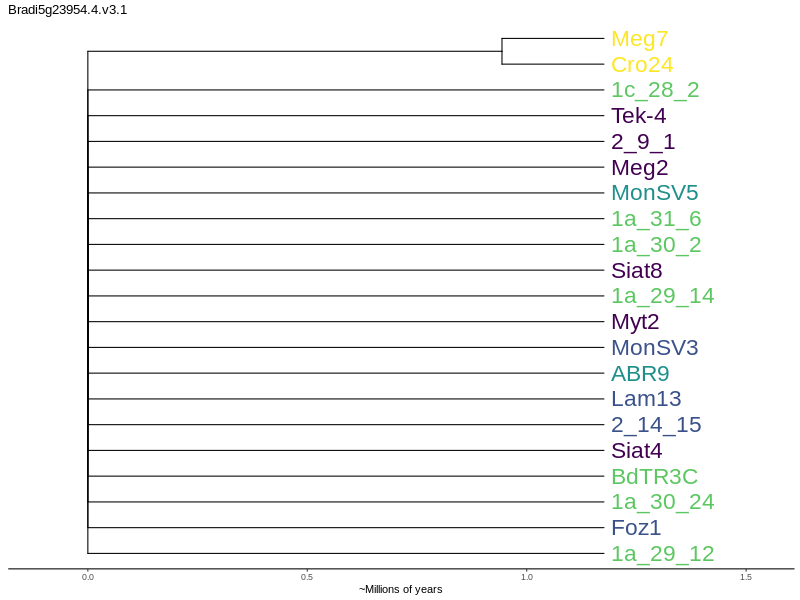 Bradi5g23954.4.v3.1
Meg7
Cro24
1c_28_2
Tek-4
2_9_1
Meg2
MonSV5
1a_31_6
1a_30_2
Siat8
1a_29_14
Myt2
MonSV3
ABR9
Lam13
2_14_15
Siat4
BdTR3C
1a_30_24
Foz1
1a_29_12
0.0 0.5 1.0 1.5
~Millions of years